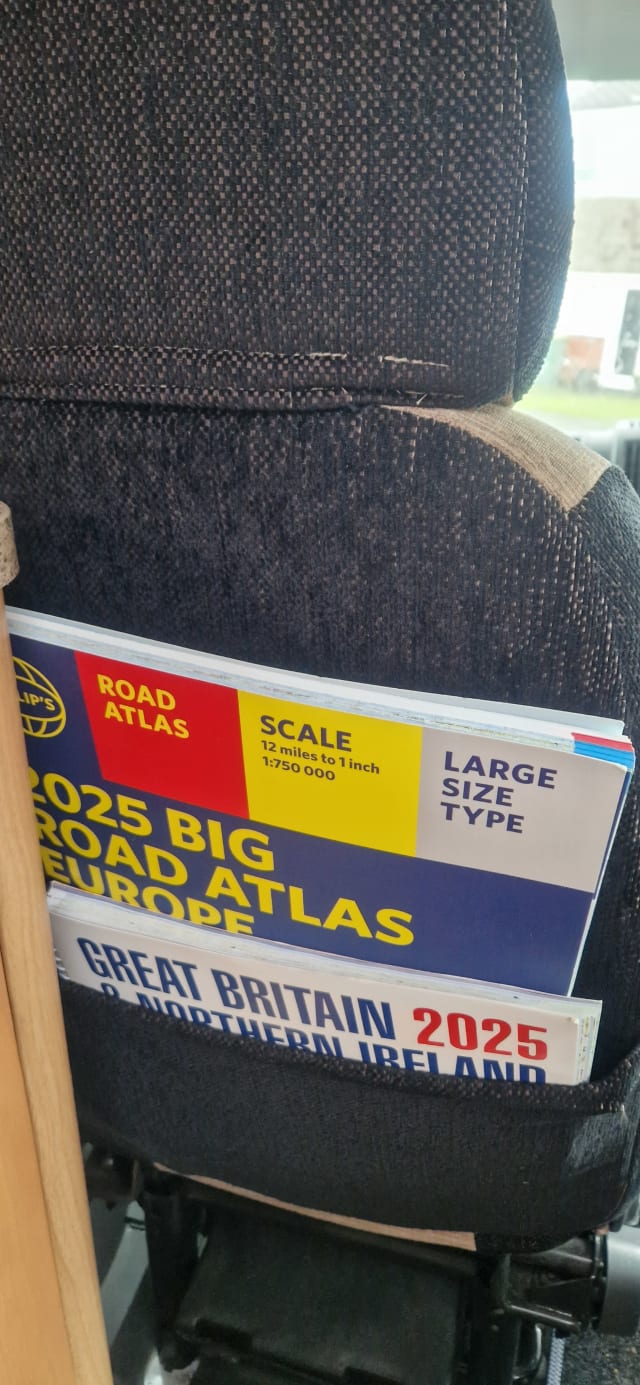 LIP'S
ROAD
ATLAS
SCALE
12 miles to 1 inch
1:750 000
LARGE
SIZE
TYPE
2025 BIG
ROAD ATLAS
EUROPE
GREAT BRITAIN 2025
& NORTHERN IRELAND